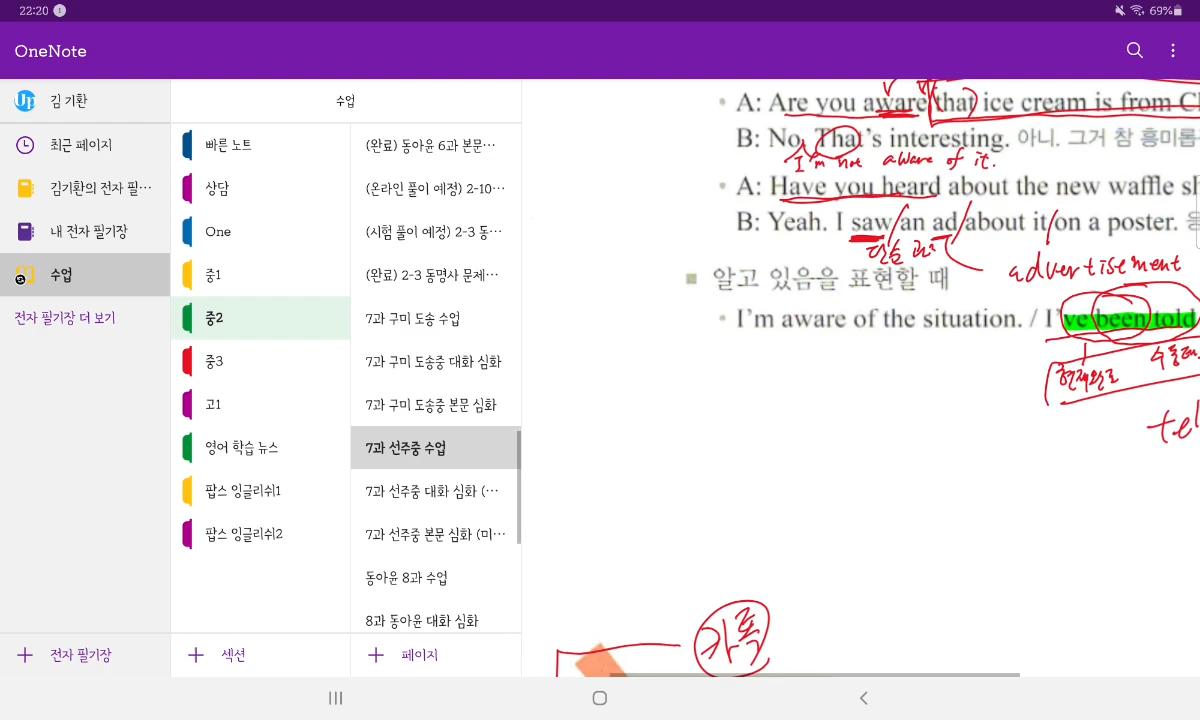 22:20
69%
OneNote
김 기환
수업
최근 페이지
김기환의 전자 필…
내 전자 필기장
수업
전자 필기장 더 보기
빠른 노트
상담
One
중1
중2
중3
고1
영어 학습 뉴스
팝스 잉글리쉬1
팝스 잉글리쉬2
(완료) 동아윤 6과 본문…
(온라인 풀이 예정) 2-10…
(시험 풀이 예정) 2-3 동…
(완료) 2-3 동명사 문제…
7과 구미 도송 수업
7과 구미 도송중 대화 심화
7과 구미 도송중 본문 심화
7과 선주중 수업
7과 선주중 대화 심화 (…
7과 선주중 본문 심화 (미…
동아윤 8과 수업
8과 동아윤 대화 심화
+ 전자 필기장
+ 섹션
+ 페이지
• A: Are you aware that ice cream is from C
B: No. That's interesting. 아니. 그거 참 흥미롭
I'm not aware of it.
• A: Have you heard about the new waffle s
B: Yeah. I saw an ad about it on a poster. 응
단순 과거
advertisement
■ 알고 있음을 표현할 때
• I'm aware of the situation. / I've been told
현재완료
수동태
tel
카톡